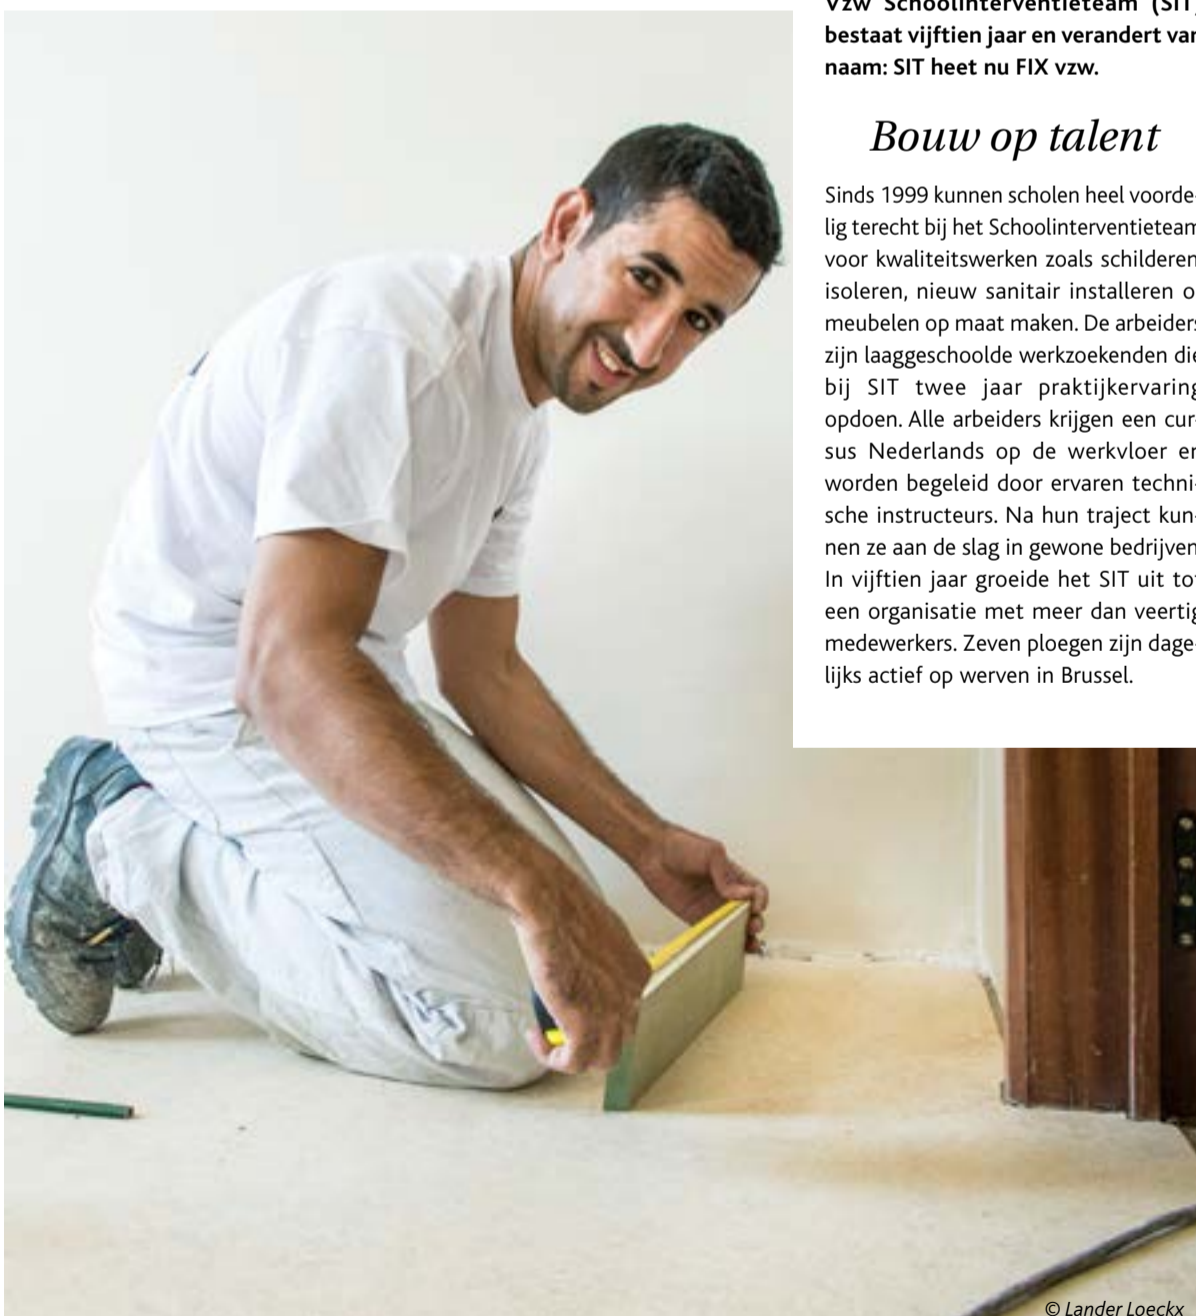 Vzw Schoolinterventieteam (SIT)
bestaat vijftien jaar en verandert van
naam: SIT heet nu FIX vzw.
Bouw op talent
Sinds 1999 kunnen scholen heel voorde-
lig terecht bij het Schoolinterventieteam
voor kwaliteitswerken zoals schilderen
isoleren, nieuw sanitair installeren o
meubelen op maat maken. De arbeiders
zijn laaggeschoolde werkzoekenden die
bij SIT twee jaar praktijkervaring
opdoen. Alle arbeiders krijgen een cur-
sus Nederlands op de werkvloer en
worden begeleid door ervaren techni-
sche instructeurs. Na hun traject kun-
nen ze aan de slag in gewone bedrijven
In vijftien jaar groeide het SIT uit tot
een organisatie met meer dan veertig
medewerkers. Zeven ploegen zijn dage-
lijks actief op werven in Brussel.
© Lander Loeckx